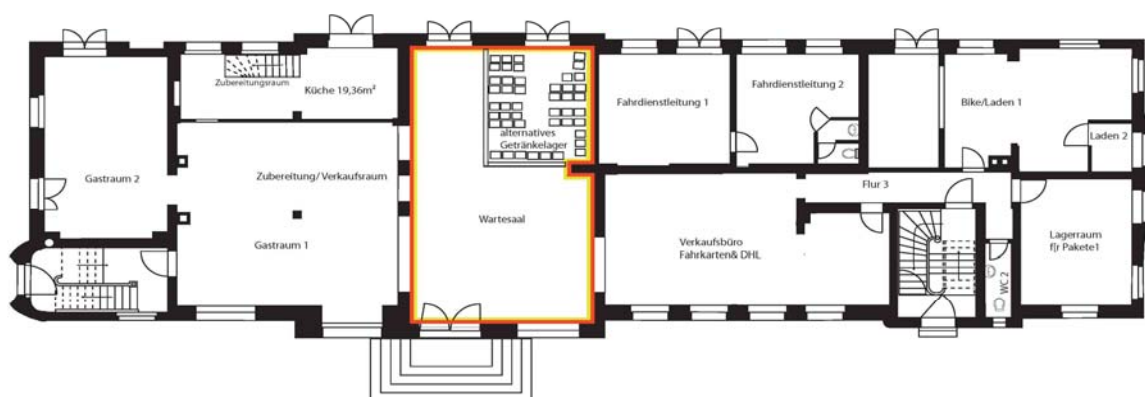 Zubereitungsraum
Küche 19,36m²
Gastraum 2
Zubereitung/ Verkaufsraum
Gastraum 1
alternatives
Getränkelager
Wartesaal
Fahrdienstleitung 1
Fahrdienstleitung 2
Bike/Laden 1
Laden 2
Flur 3
Verkaufsbüro
Fahrkarten& DHL
WC 2
Lagerraum
f[r Pakete1